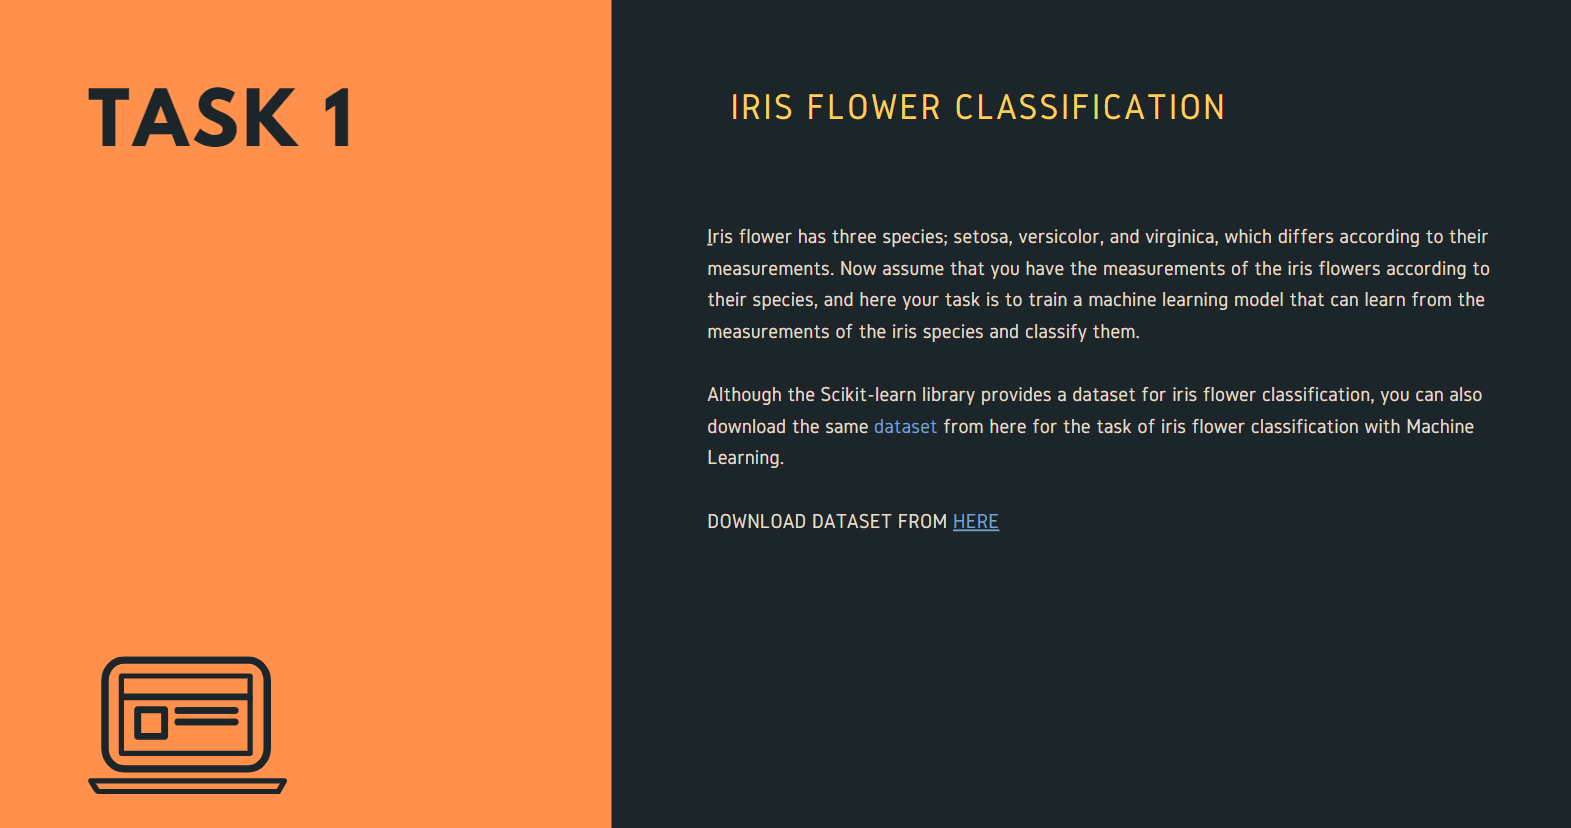 TASK 1
IRIS FLOWER CLASSIFICATION
Iris flower has three species; setosa, versicolor, and virginica, which differs according to their
measurements. Now assume that you have the measurements of the iris flowers according to
their species, and here your task is to train a machine learning model that can learn from the
measurements of the iris species and classify them.
Although the Scikit-learn library provides a dataset for iris flower classification, you can also
download the same dataset from here for the task of iris flower classification with Machine
Learning.
DOWNLOAD DATASET FROM HERE